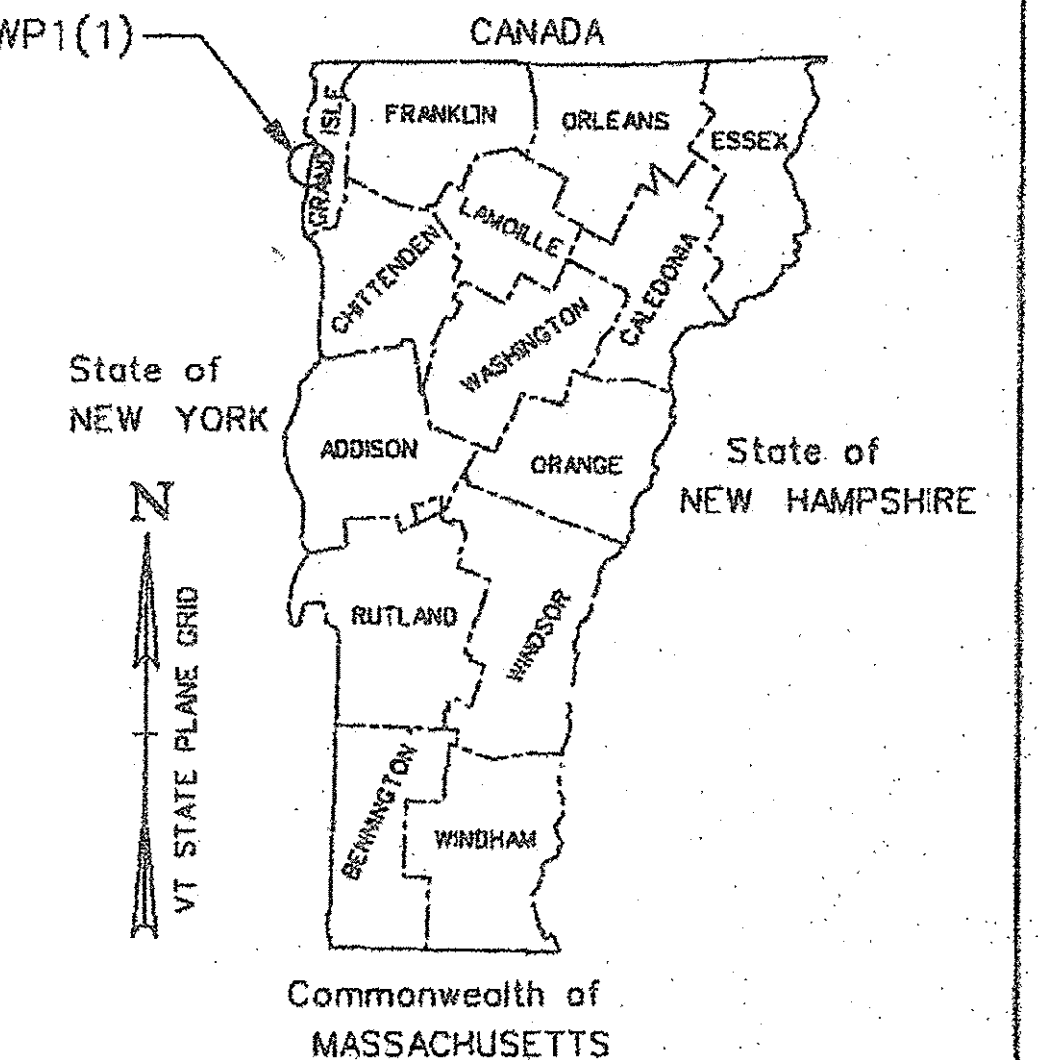 WP1(1)
CANADA
GRAND ISLE
FRANKLIN
ORLEANS
ESSEX
LAMOILLE
CHITTENDEN
CALEDONIA
WASHINGTON
State of
NEW YORK
ADDISON
ORANGE
State of
NEW HAMPSHIRE
N
VT STATE PLANE GRID
RUTLAND
WINDSOR
BENNINGTON
WINDHAM
Commonwealth of
MASSACHUSETTS